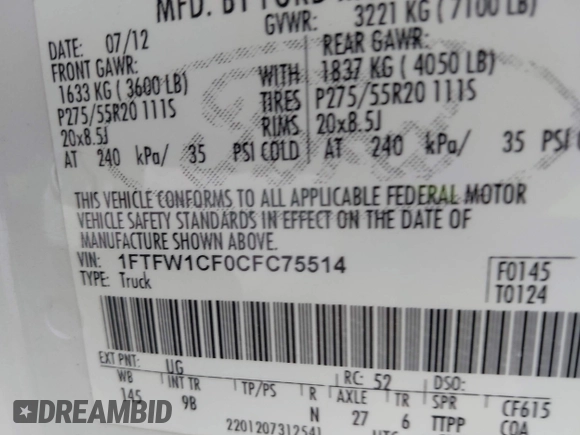 MFD. BY FORD
GVWR: 3221 KG ( 7100 LB)
DATE: 07/12
FRONT GAWR: REAR GAWR:
1633 KG ( 3600 LB) WITH 1837 KG ( 4050 LB)
P275/55R20 111S TIRES P275/55R20 111S
20x8.5J RIMS 20x8.5J
AT 240 kPa/ 35 PSI COLD AT 240 kPa/ 35 PSI
THIS VEHICLE CONFORMS TO ALL APPLICABLE FEDERAL MOTOR
VEHICLE SAFETY STANDARDS IN EFFECT ON THE DATE OF
MANUFACTURE SHOWN ABOVE.
VIN: 1FTFW1CF0CFC75514
TYPE: Truck
F0145
T0124
EXT PNT: UG RC: 52 DSO:
WB INT TR TP/PS R AXLE TR SPR CF615
145 9B N 27 6 TTPP
2201207312541
DREAMBID